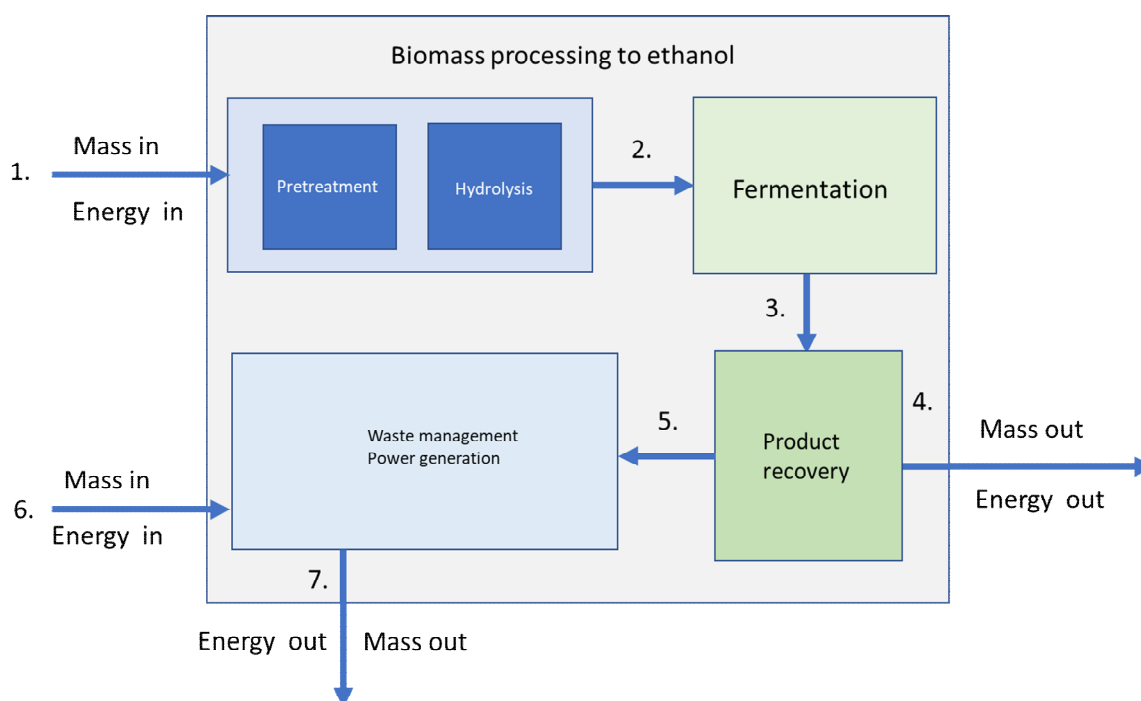 Biomass processing to ethanol
1.
Mass in
Energy in
Pretreatment
Hydrolysis
2.
Fermentation
3.
Waste management
Power generation
5.
Product
recovery
4.
Mass out
Energy out
6.
Mass in
Energy in
7.
Energy out
Mass out